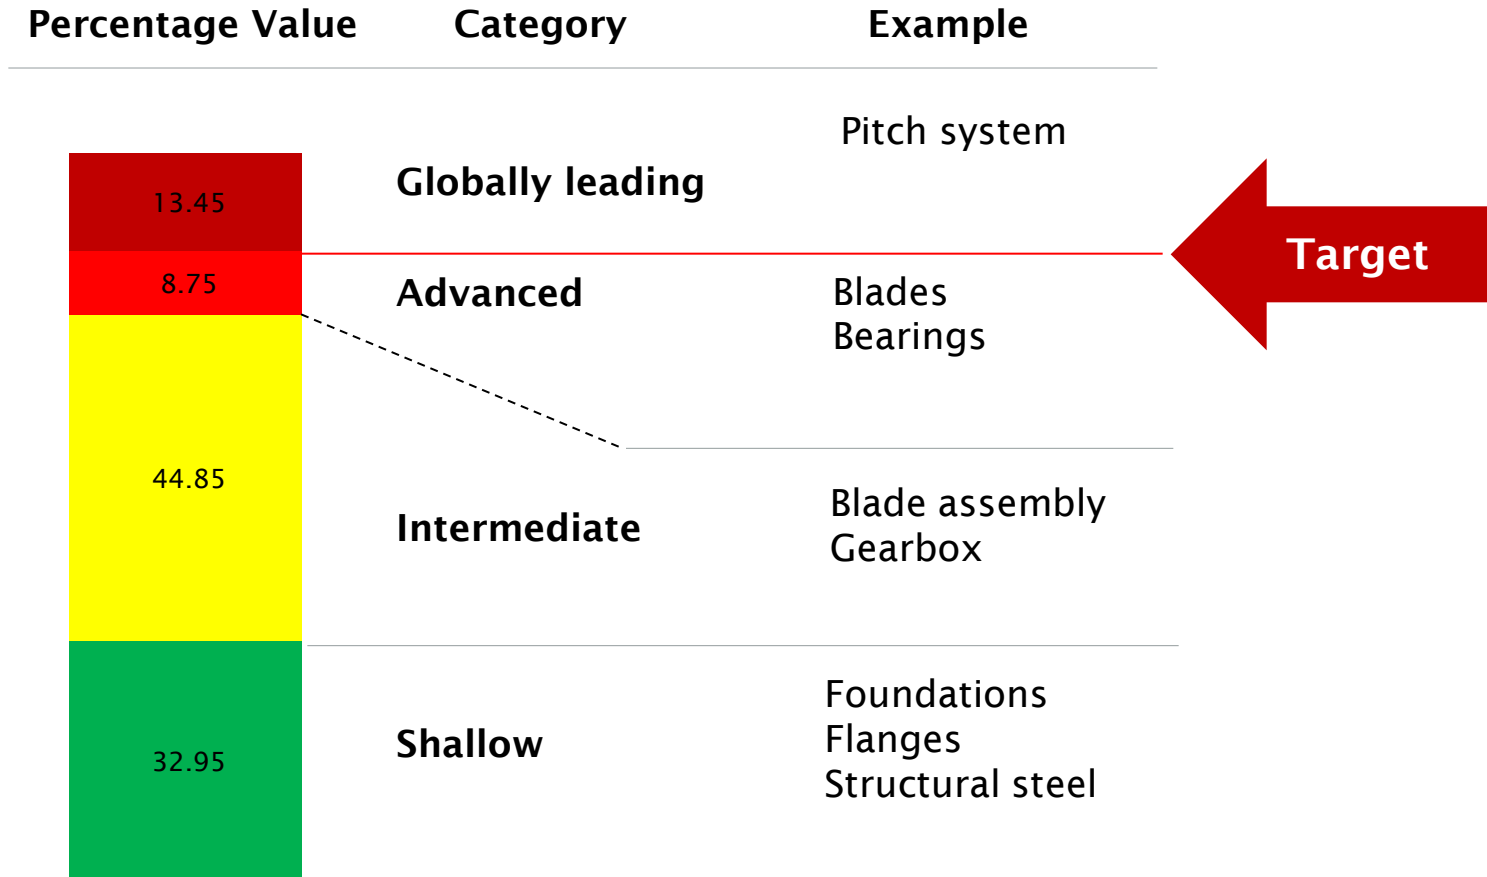 Percentage Value Category Example
Pitch system
13.45 Globally leading
Target
8.75 Advanced Blades
Bearings
44.85 Intermediate Blade assembly
Gearbox
32.95 Shallow Foundations
Flanges
Structural steel